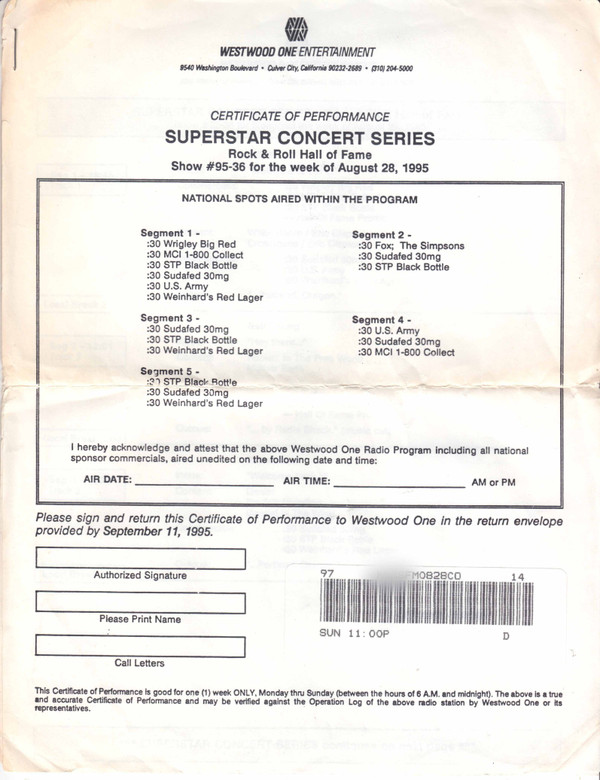 WESTWOOD ONE ENTERTAINMENT
9540 Washington Boulevard • Culver City, California 90232-2689 • (310) 204-5000
CERTIFICATE OF PERFORMANCE
SUPERSTAR CONCERT SERIES
Rock & Roll Hall of Fame
Show #95-36 for the week of August 28, 1995
NATIONAL SPOTS AIRED WITHIN THE PROGRAM
Segment 1 -
:30 Wrigley Big Red
:30 MCI 1-800 Collect
:30 STP Black Bottle
:30 Sudafed 30mg
:30 U.S. Army
:30 Weinhard's Red Lager
Segment 2 -
:30 Fox; The Simpsons
:30 Sudafed 30mg
:30 STP Black Bottle
Segment 3 -
:30 Sudafed 30mg
:30 STP Black Bottle
:30 Weinhard's Red Lager
Segment 4 -
:30 U.S. Army
:30 Sudafed 30mg
:30 MCI 1-800 Collect
Segment 5 -
:30 STP Black Bottle
:30 Sudafed 30mg
:30 Weinhard's Red Lager
I hereby acknowledge and attest that the above Westwood One Radio Program including all national
sponsor commercials, aired unedited on the following date and time:
AIR DATE: AIR TIME: AM or PM
Please sign and return this Certificate of Performance to Westwood One in the return envelope
provided by September 11, 1995.
Authorized Signature
Please Print Name
Call Letters
97 FM0828CO 14
SUN 11:00P D
This Certificate of Performance is good for one (1) week ONLY, Monday thru Sunday (between the hours of 6 A.M. and midnight). The above is a true
and accurate Certificate of Performance and may be verified against the Operation Log of the above radio station by Westwood One or its
representatives.